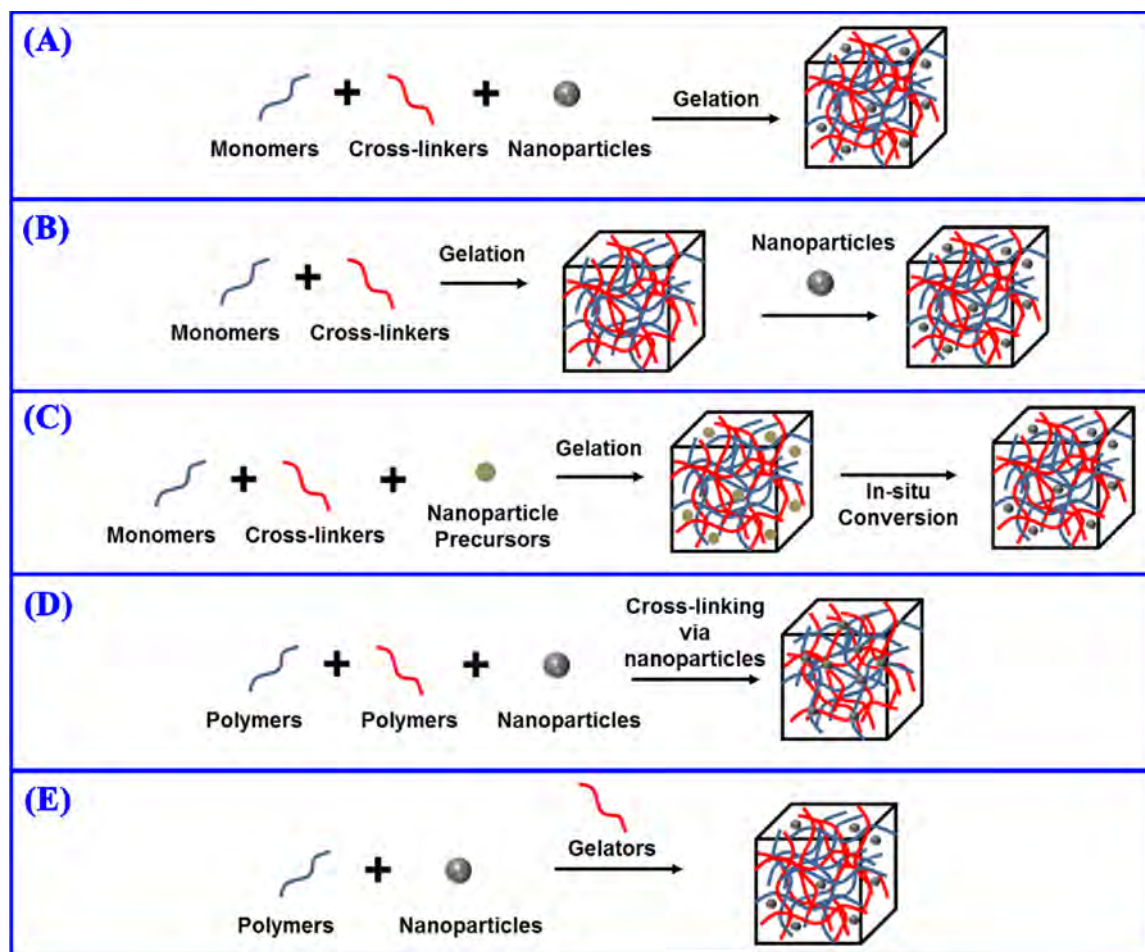 (A)
Monomers
Cross-linkers
Nanoparticles
Gelation
(B)
Monomers
Cross-linkers
Gelation
Nanoparticles
(C)
Monomers
Cross-linkers
Nanoparticle
Precursors
Gelation
In-situ
Conversion
(D)
Polymers
Polymers
Nanoparticles
Cross-linking
via
nanoparticles
(E)
Polymers
Nanoparticles
Gelators